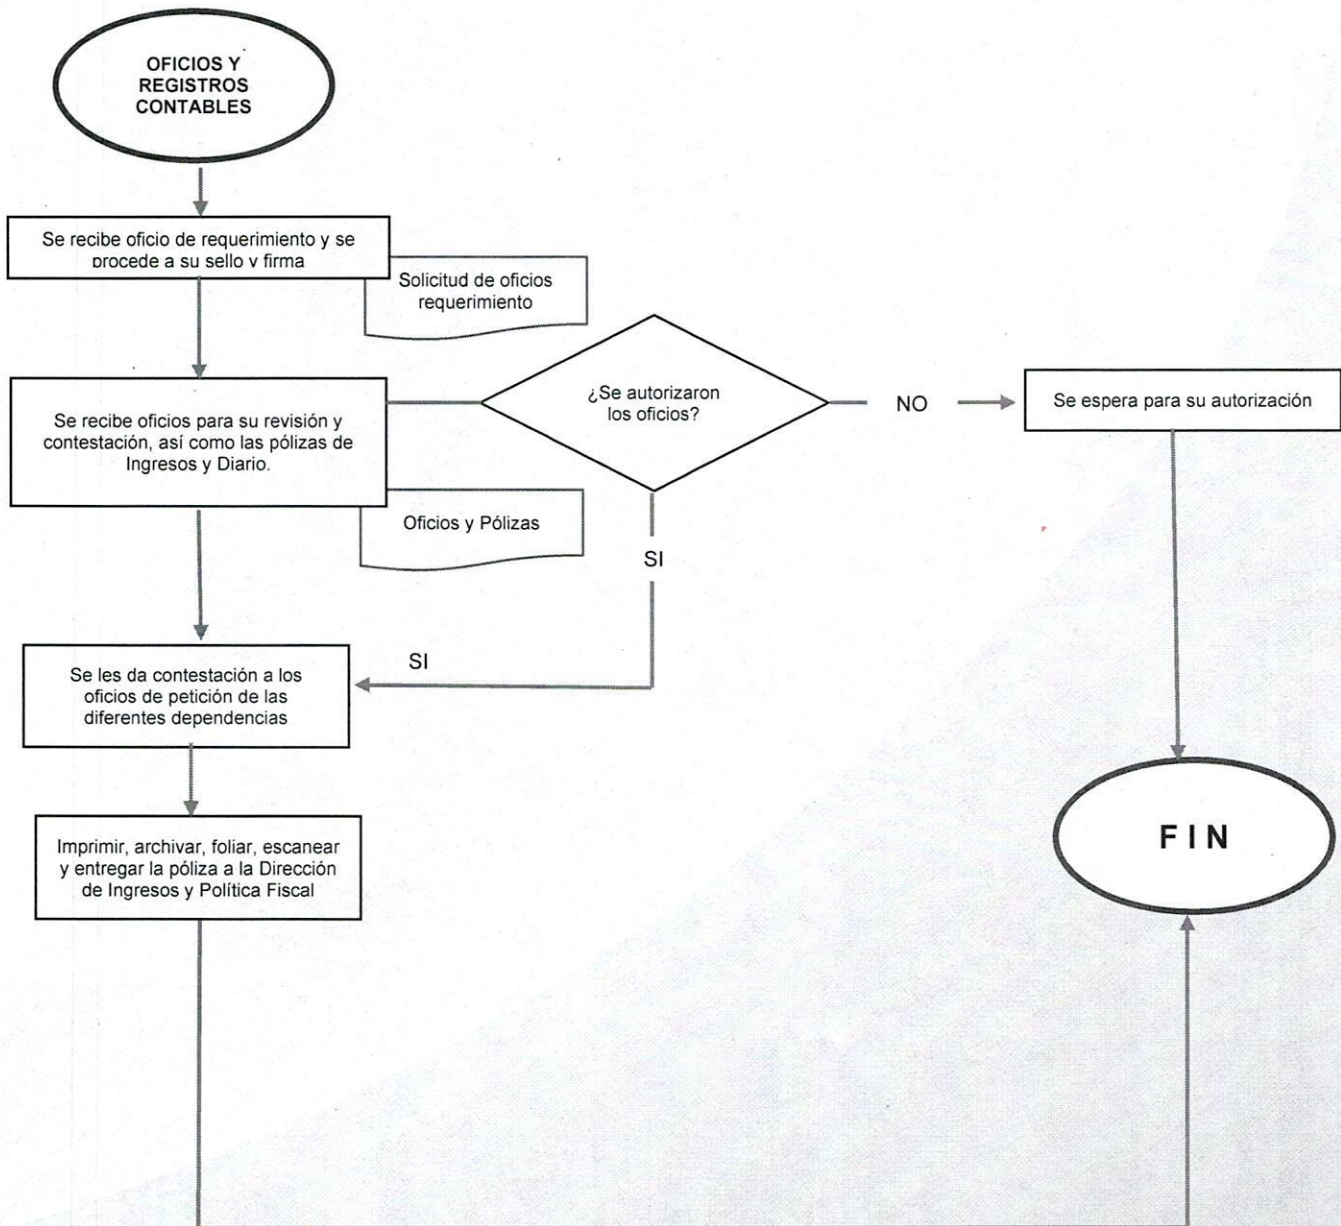 OFICIOS Y
REGISTROS
CONTABLES
Se recibe oficio de requerimiento y se
procede a su sello y firma
Solicitud de oficios
requerimiento
Se recibe oficios para su revisión y
contestación, así como las pólizas de
Ingresos y Diario.
¿Se autorizaron
los oficios?
NO
Se espera para su autorización
Oficios y Pólizas
SI
SI
Se les da contestación a los
oficios de petición de las
diferentes dependencias
Imprimir, archivar, foliar, escanear
y entregar la póliza a la Dirección
de Ingresos y Política Fiscal
F I N